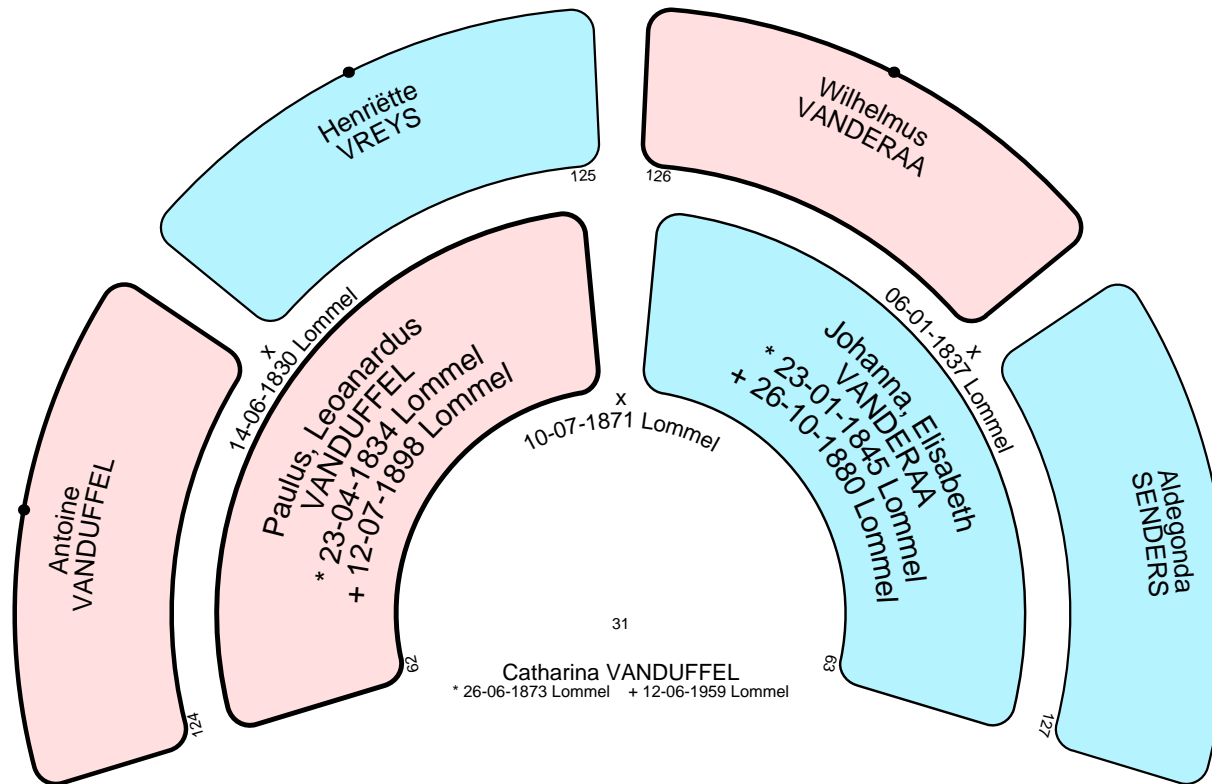 Henriëtte
VREYS
125
Wilhelmus
VANDERAA
126
Antoine
VANDUFFEL
124
x
14-06-1830 Lommel
Paulus, Leoanardus
VANDUFFEL
* 23-04-1834 Lommel
+ 12-07-1898 Lommel
62
x
10-07-1871 Lommel
Johanna, Elisabeth
VANDERAA
* 23-01-1845 Lommel
+ 26-10-1880 Lommel
63
x
06-01-1837 Lommel
Aldegonda
SENDERS
127
31
Catharina VANDUFFEL
* 26-06-1873 Lommel + 12-06-1959 Lommel